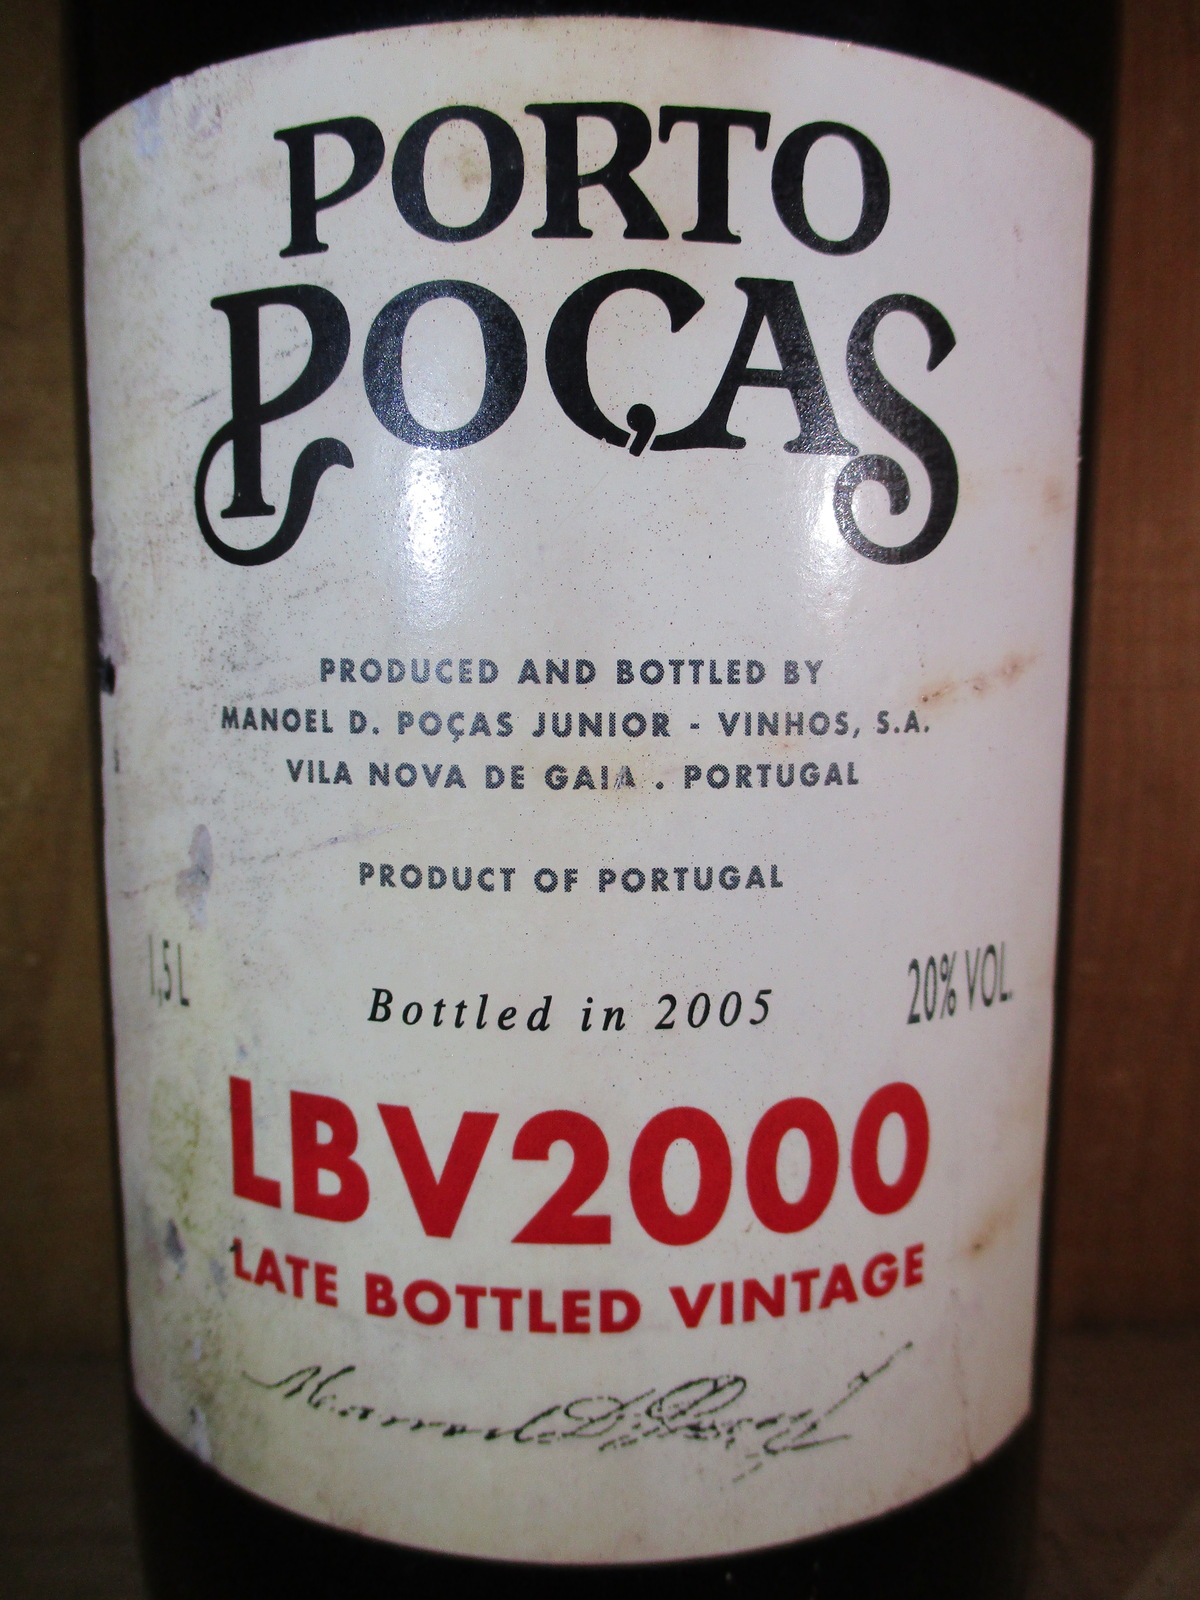 PORTO
POÇAS
PRODUCED AND BOTTLED BY
MANOEL D. POÇAS JUNIOR - VINHOS, S.A.
VILA NOVA DE GAIA . PORTUGAL
PRODUCT OF PORTUGAL
1,5L
20% VOL.
Bottled in 2005
LBV2000
LATE BOTTLED VINTAGE